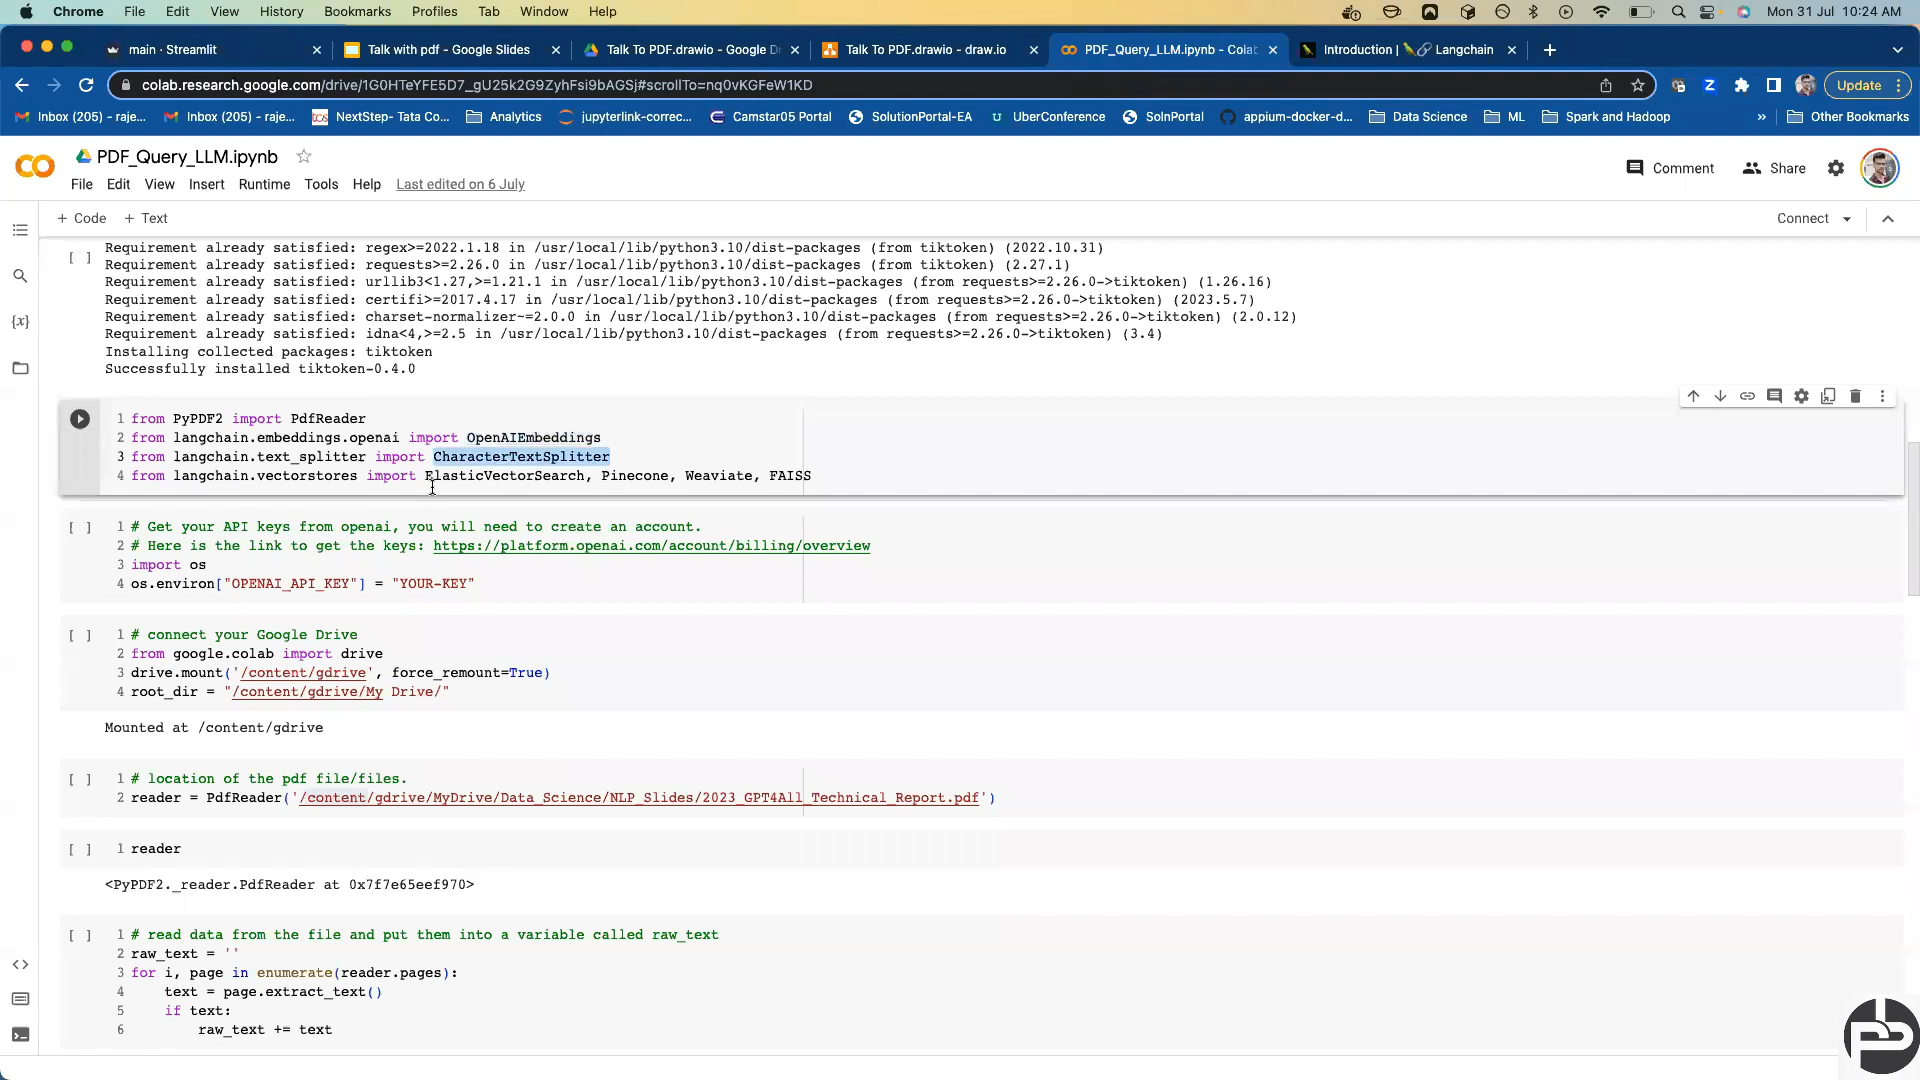 Chrome File Edit View History Bookmarks Profiles Tab Window Help Mon 31 Jul 10:24 AM
main · Streamlit Talk with pdf - Google Slides Talk To PDF.drawio - Google D Talk To PDF.drawio - draw.io PDF_Query_LLM.ipynb - Colab Introduction | 🦜🔗 Langchain
colab.research.google.com/drive/1G0HTeYFE5D7_gU25k2G9ZyhFsi9bAGSj#scrollTo=nq0vKGFeW1KD Update
Inbox (205) - raje... Inbox (205) - raje... NextStep- Tata Co... Analytics jupyterlink-correc... Camstar05 Portal SolutionPortal-EA UberConference SolnPortal appium-docker-d... Data Science ML Spark and Hadoop » Other Bookmarks
PDF_Query_LLM.ipynb
Comment Share
File Edit View Insert Runtime Tools Help Last edited on 6 July
+ Code + Text Connect
Requirement already satisfied: regex>=2022.1.18 in /usr/local/lib/python3.10/dist-packages (from tiktoken) (2022.10.31)
[ ] Requirement already satisfied: requests>=2.26.0 in /usr/local/lib/python3.10/dist-packages (from tiktoken) (2.27.1)
Requirement already satisfied: urllib3<1.27,>=1.21.1 in /usr/local/lib/python3.10/dist-packages (from requests>=2.26.0->tiktoken) (1.26.16)
Requirement already satisfied: certifi>=2017.4.17 in /usr/local/lib/python3.10/dist-packages (from requests>=2.26.0->tiktoken) (2023.5.7)
Requirement already satisfied: charset-normalizer~=2.0.0 in /usr/local/lib/python3.10/dist-packages (from requests>=2.26.0->tiktoken) (2.0.12)
Requirement already satisfied: idna<4,>=2.5 in /usr/local/lib/python3.10/dist-packages (from requests>=2.26.0->tiktoken) (3.4)
Installing collected packages: tiktoken
Successfully installed tiktoken-0.4.0
1 from PyPDF2 import PdfReader
2 from langchain.embeddings.openai import OpenAIEmbeddings
3 from langchain.text_splitter import CharacterTextSplitter
4 from langchain.vectorstores import ElasticVectorSearch, Pinecone, Weaviate, FAISS
[ ] 1 # Get your API keys from openai, you will need to create an account.
2 # Here is the link to get the keys: https://platform.openai.com/account/billing/overview
3 import os
4 os.environ["OPENAI_API_KEY"] = "YOUR-KEY"
[ ] 1 # connect your Google Drive
2 from google.colab import drive
3 drive.mount('/content/gdrive', force_remount=True)
4 root_dir = "/content/gdrive/My Drive/"
Mounted at /content/gdrive
[ ] 1 # location of the pdf file/files.
2 reader = PdfReader('/content/gdrive/MyDrive/Data_Science/NLP_Slides/2023_GPT4All_Technical_Report.pdf')
[ ] 1 reader
<PyPDF2._reader.PdfReader at 0x7f7e65eef970>
[ ] 1 # read data from the file and put them into a variable called raw_text
2 raw_text = ''
3 for i, page in enumerate(reader.pages):
4 text = page.extract_text()
5 if text:
6 raw_text += text